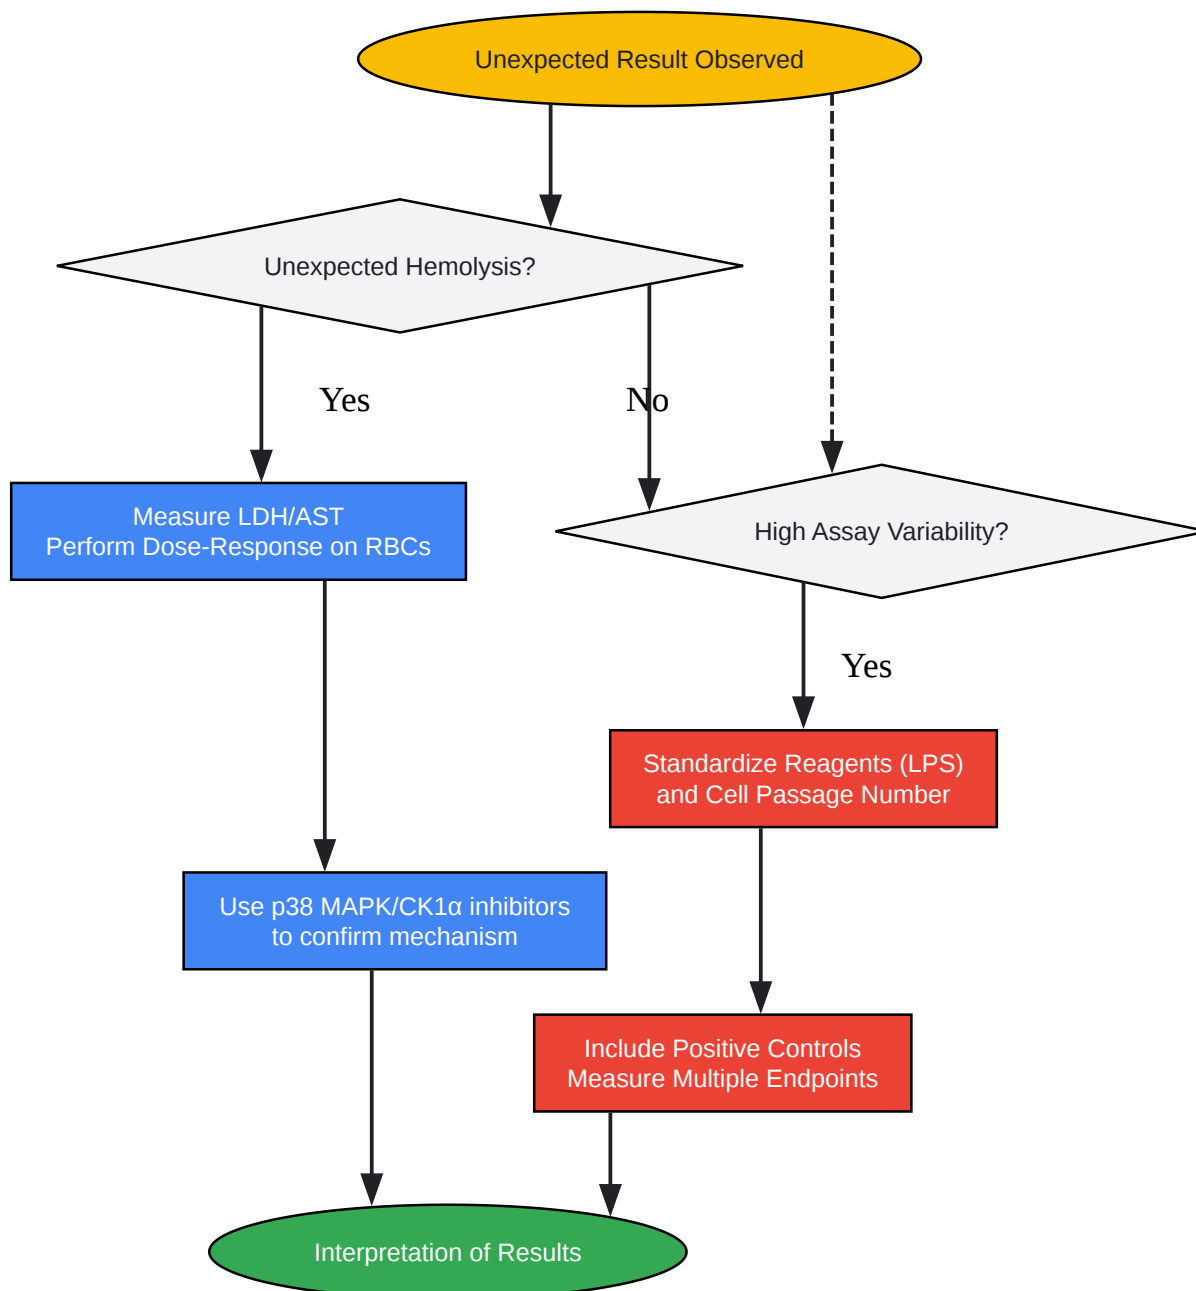 Unexpected Result Observed
Unexpected Hemolysis?
Yes
No
Measure LDH/AST
Perform Dose-Response on RBCs
High Assay Variability?
Yes
Standardize Reagents (LPS)
and Cell Passage Number
Use p38 MAPK/CK1α inhibitors
to confirm mechanism
Include Positive Controls
Measure Multiple Endpoints
Interpretation of Results